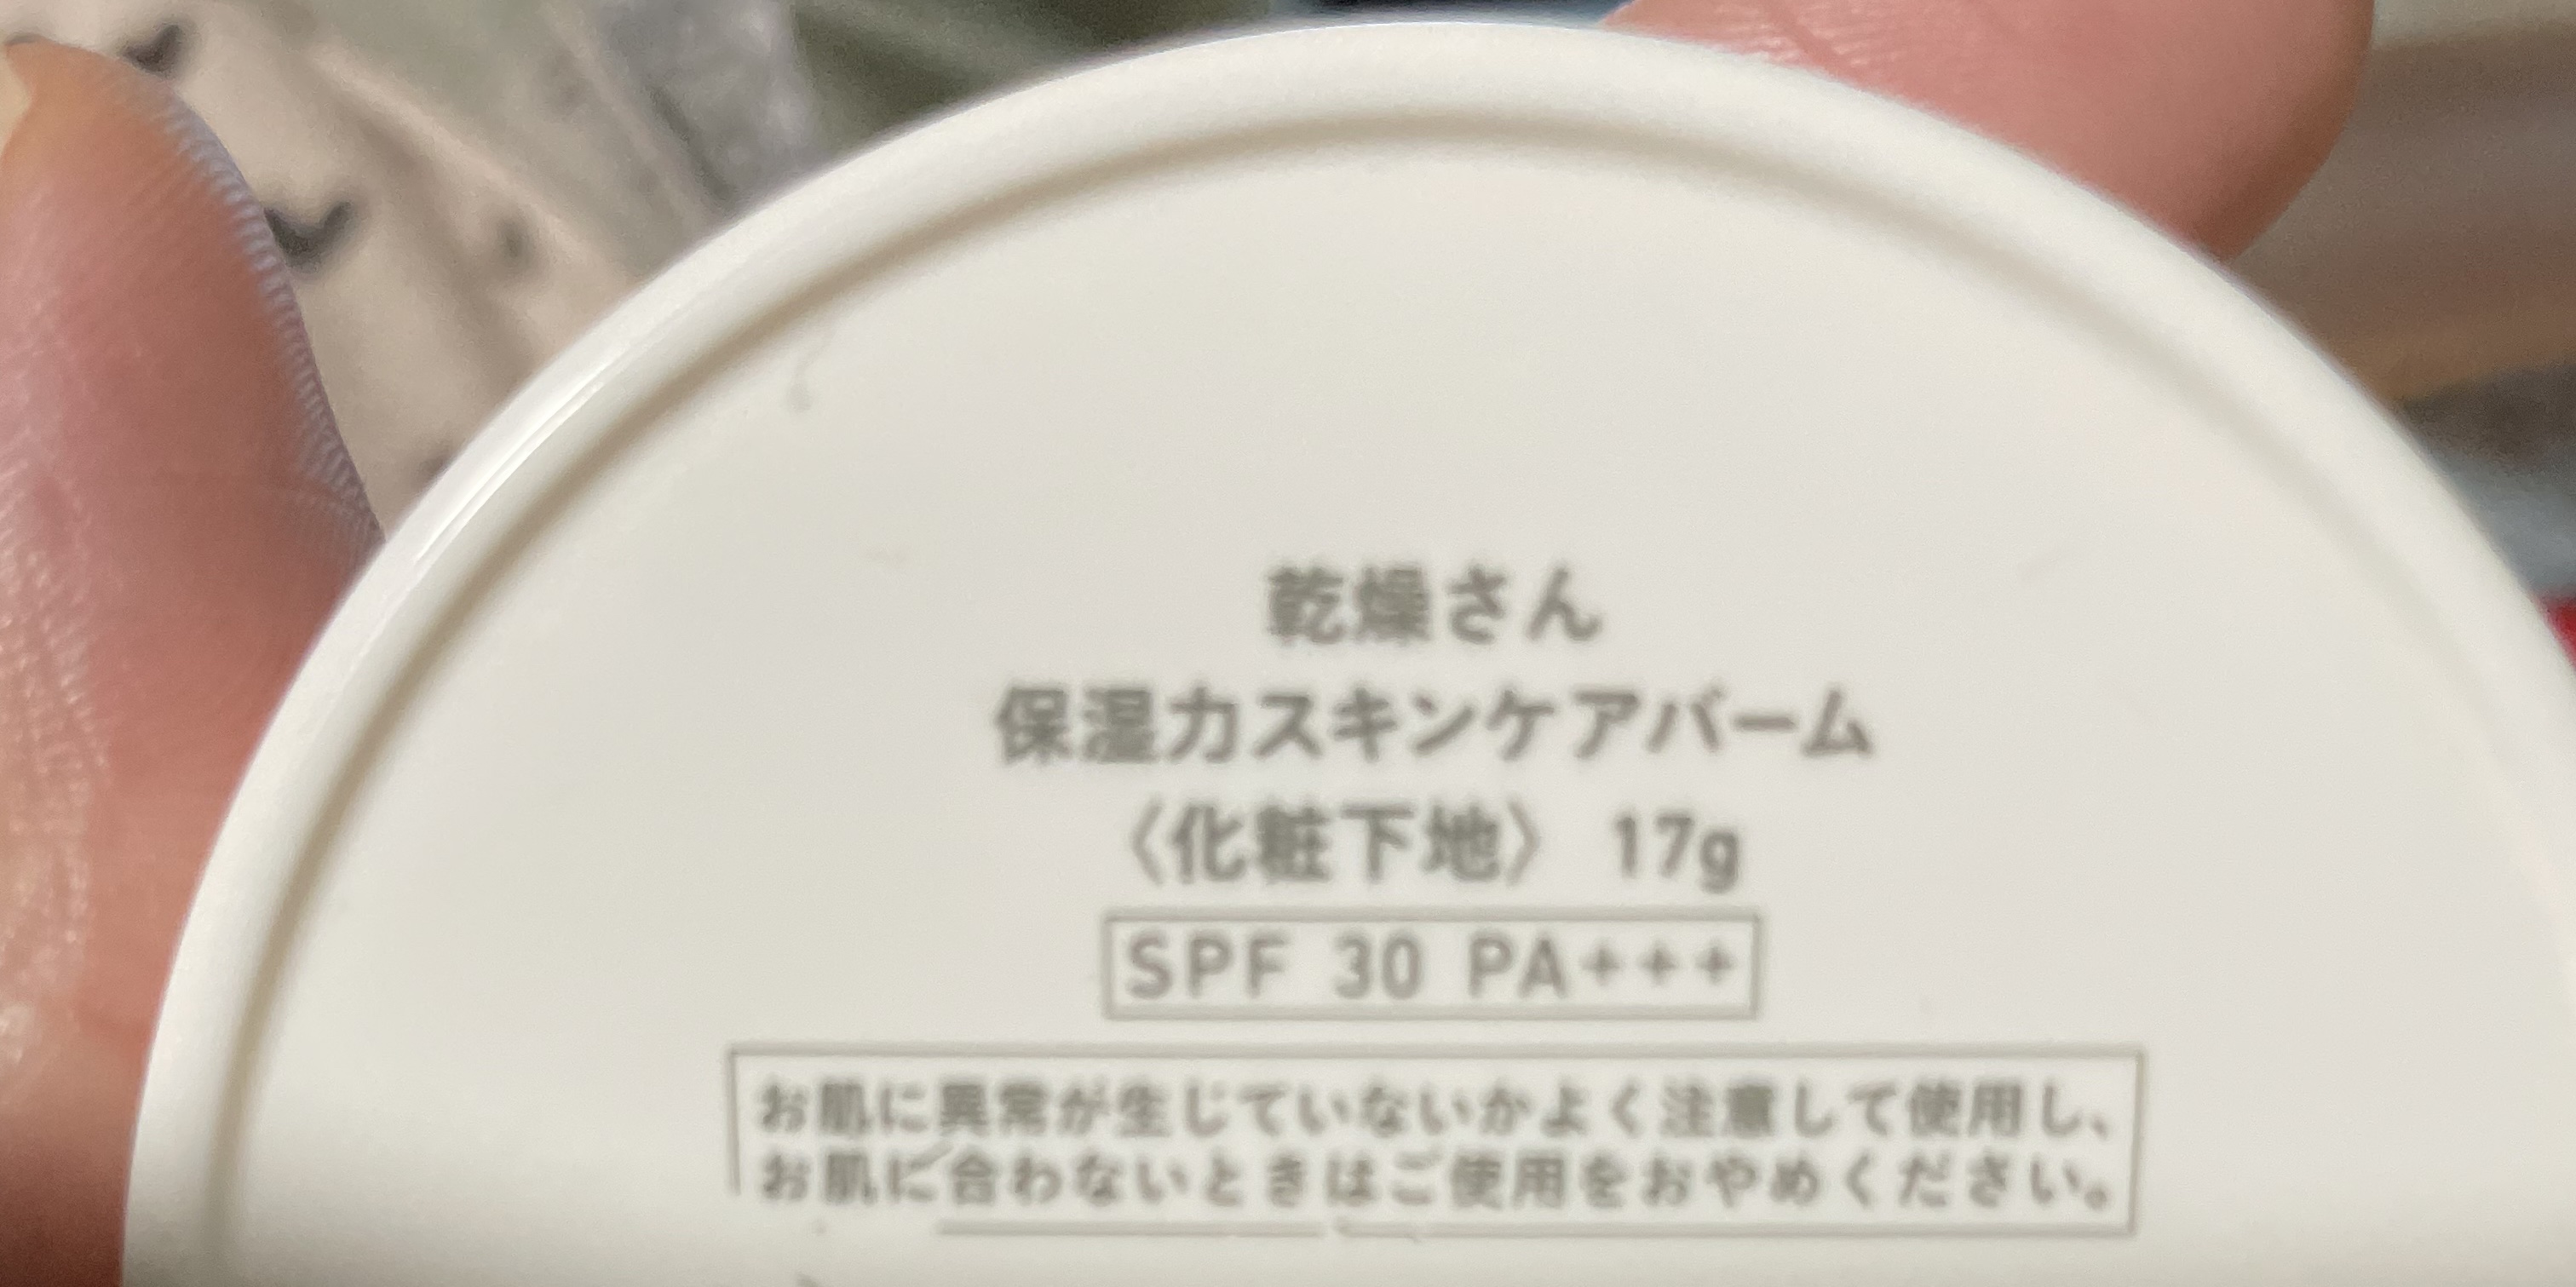 乾燥さん
保湿力スキンケアバーム
〈化粧下地〉 17g
SPF 30 PA+++
お肌に異常が生じていないかよく注意して使用し、
お肌に合わないときはご使用をおやめください。